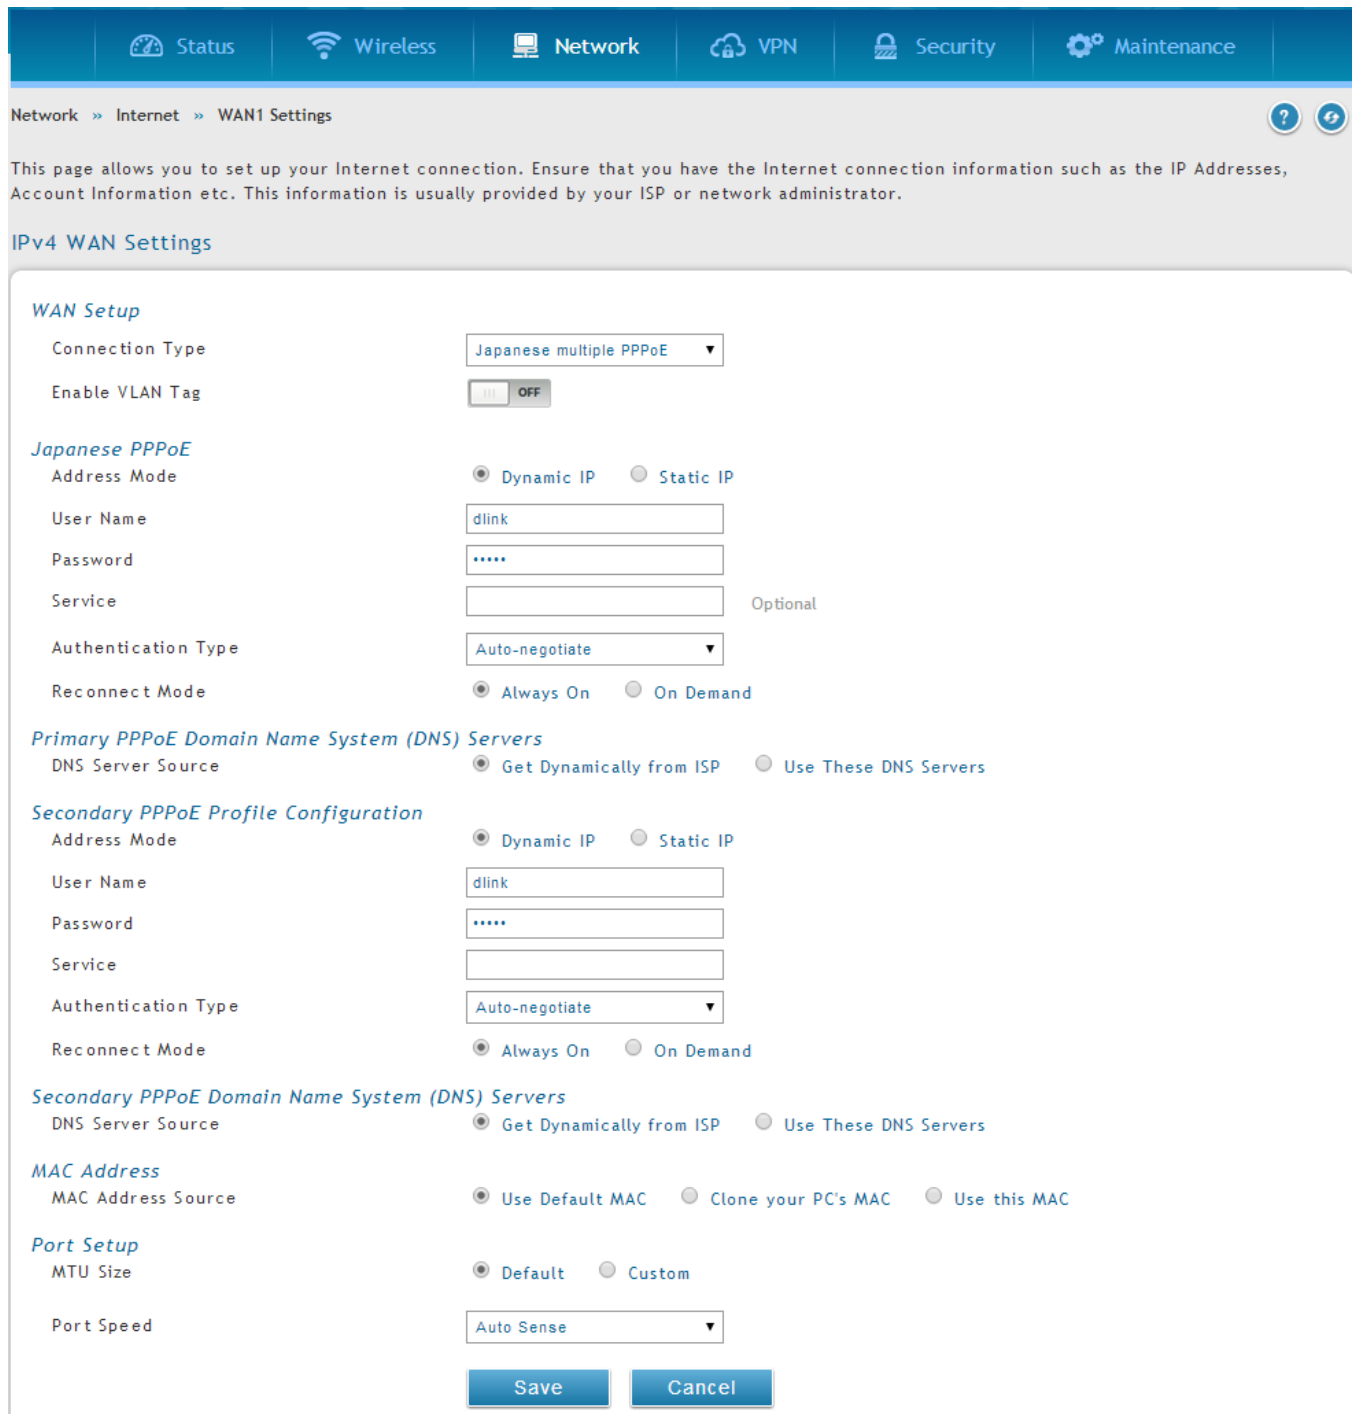 Status Wireless Network VPN Security Maintenance
Network » Internet » WAN1 Settings
This page allows you to set up your Internet connection. Ensure that you have the Internet connection information such as the IP Addresses,
Account Information etc. This information is usually provided by your ISP or network administrator.
IPv4 WAN Settings
WAN Setup
Connection Type Japanese multiple PPPoE
Enable VLAN Tag OFF
Japanese PPPoE
Address Mode Dynamic IP Static IP
User Name dlink
Password •••••
Service Optional
Authentication Type Auto-negotiate
Reconnect Mode Always On On Demand
Primary PPPoE Domain Name System (DNS) Servers
DNS Server Source Get Dynamically from ISP Use These DNS Servers
Secondary PPPoE Profile Configuration
Address Mode Dynamic IP Static IP
User Name dlink
Password •••••
Service
Authentication Type Auto-negotiate
Reconnect Mode Always On On Demand
Secondary PPPoE Domain Name System (DNS) Servers
DNS Server Source Get Dynamically from ISP Use These DNS Servers
MAC Address
MAC Address Source Use Default MAC Clone your PC's MAC Use this MAC
Port Setup
MTU Size Default Custom
Port Speed Auto Sense
Save Cancel